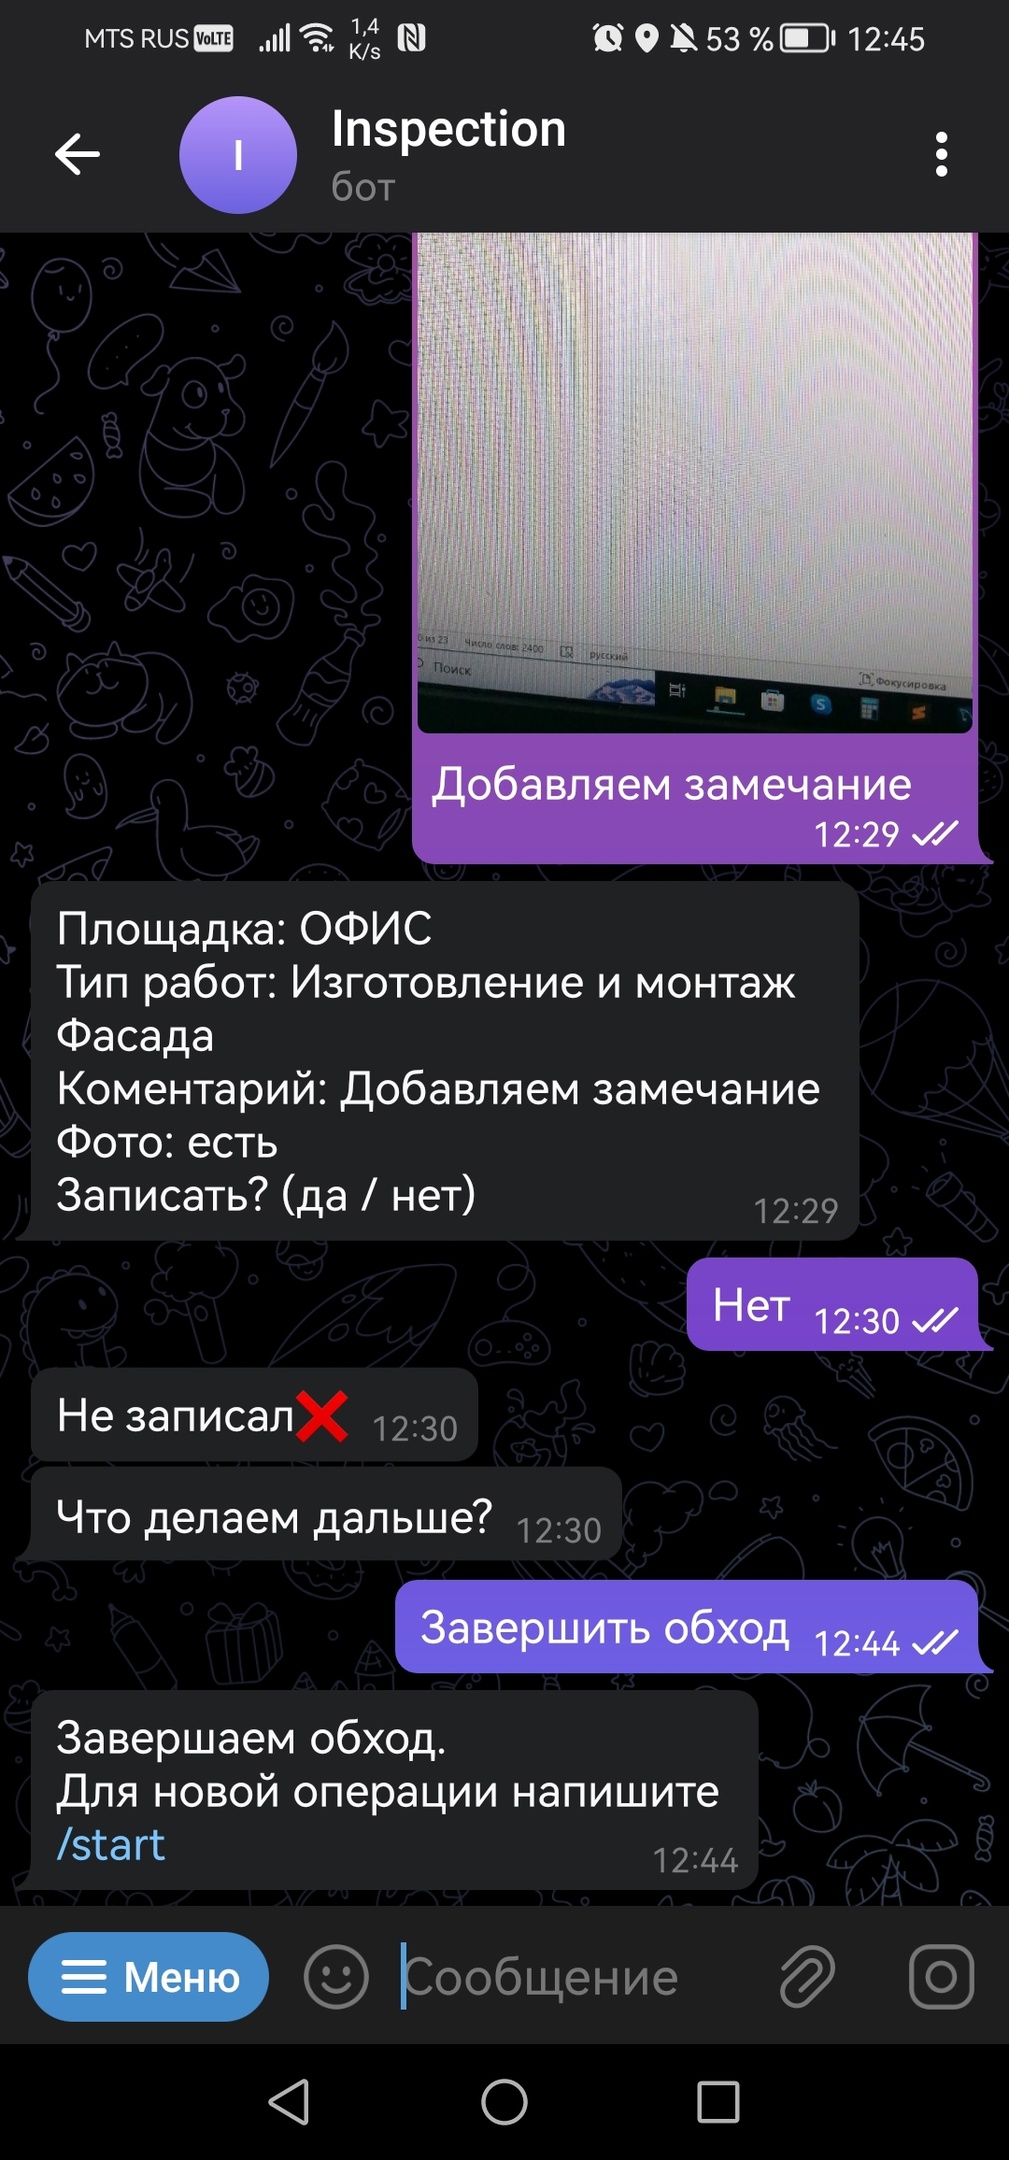 MTS RUS VoLTE 1,4 K/s 53 % 12:45
I
Inspection
бот
0 из 23 Число слов: 2400 русский
Фокусировка
Поиск
Добавляем замечание
12:29
Площадка: ОФИС
Тип работ: Изготовление и монтаж
Фасада
Коментарий: Добавляем замечание
Фото: есть
Записать? (да / нет)
12:29
Нет 12:30
Не записал❌ 12:30
Что делаем дальше? 12:30
Завершить обход 12:44
Завершаем обход.
Для новой операции напишите
/start
12:44
Меню Сообщение